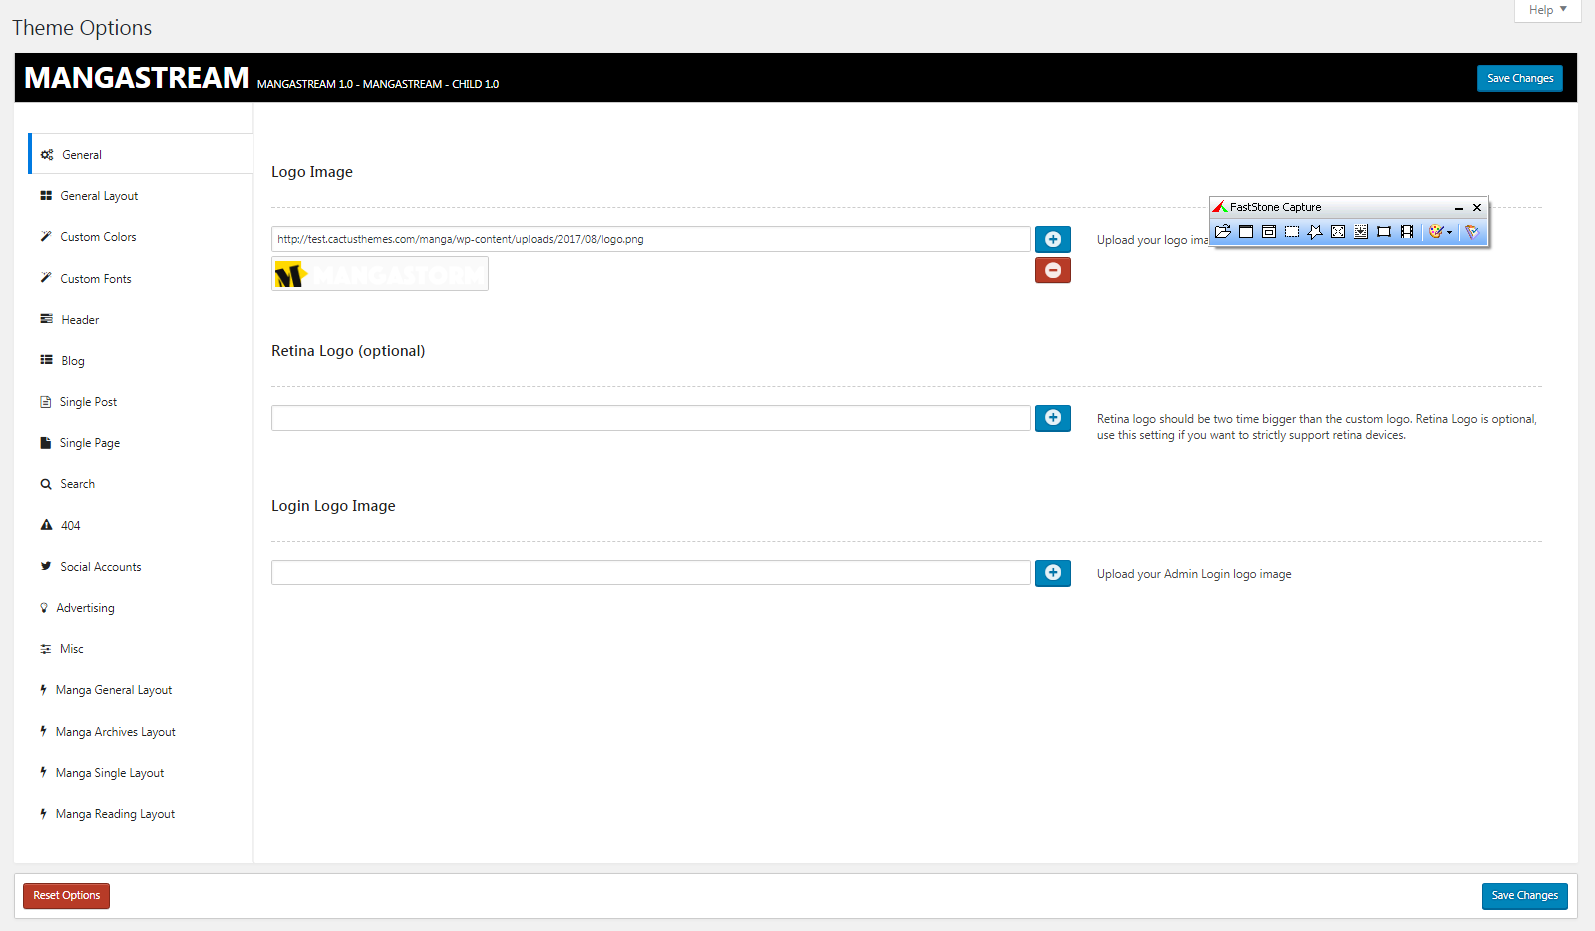 Help
Theme Options
MANGASTREAM MANGASTREAM 1.0 - MANGASTREAM - CHILD 1.0
Save Changes
General
General Layout
Custom Colors
Custom Fonts
Header
Blog
Single Post
Single Page
Search
404
Social Accounts
Advertising
Misc
Manga General Layout
Manga Archives Layout
Manga Single Layout
Manga Reading Layout
Logo Image
http://test.cactusthemes.com/manga/wp-content/uploads/2017/08/logo.png
Upload your logo
FastStone Capture
MANGASTORM
Retina Logo (optional)
Retina logo should be two time bigger than the custom logo. Retina Logo is optional,
use this setting if you want to strictly support retina devices.
Login Logo Image
Upload your Admin Login logo image
Reset Options
Save Changes